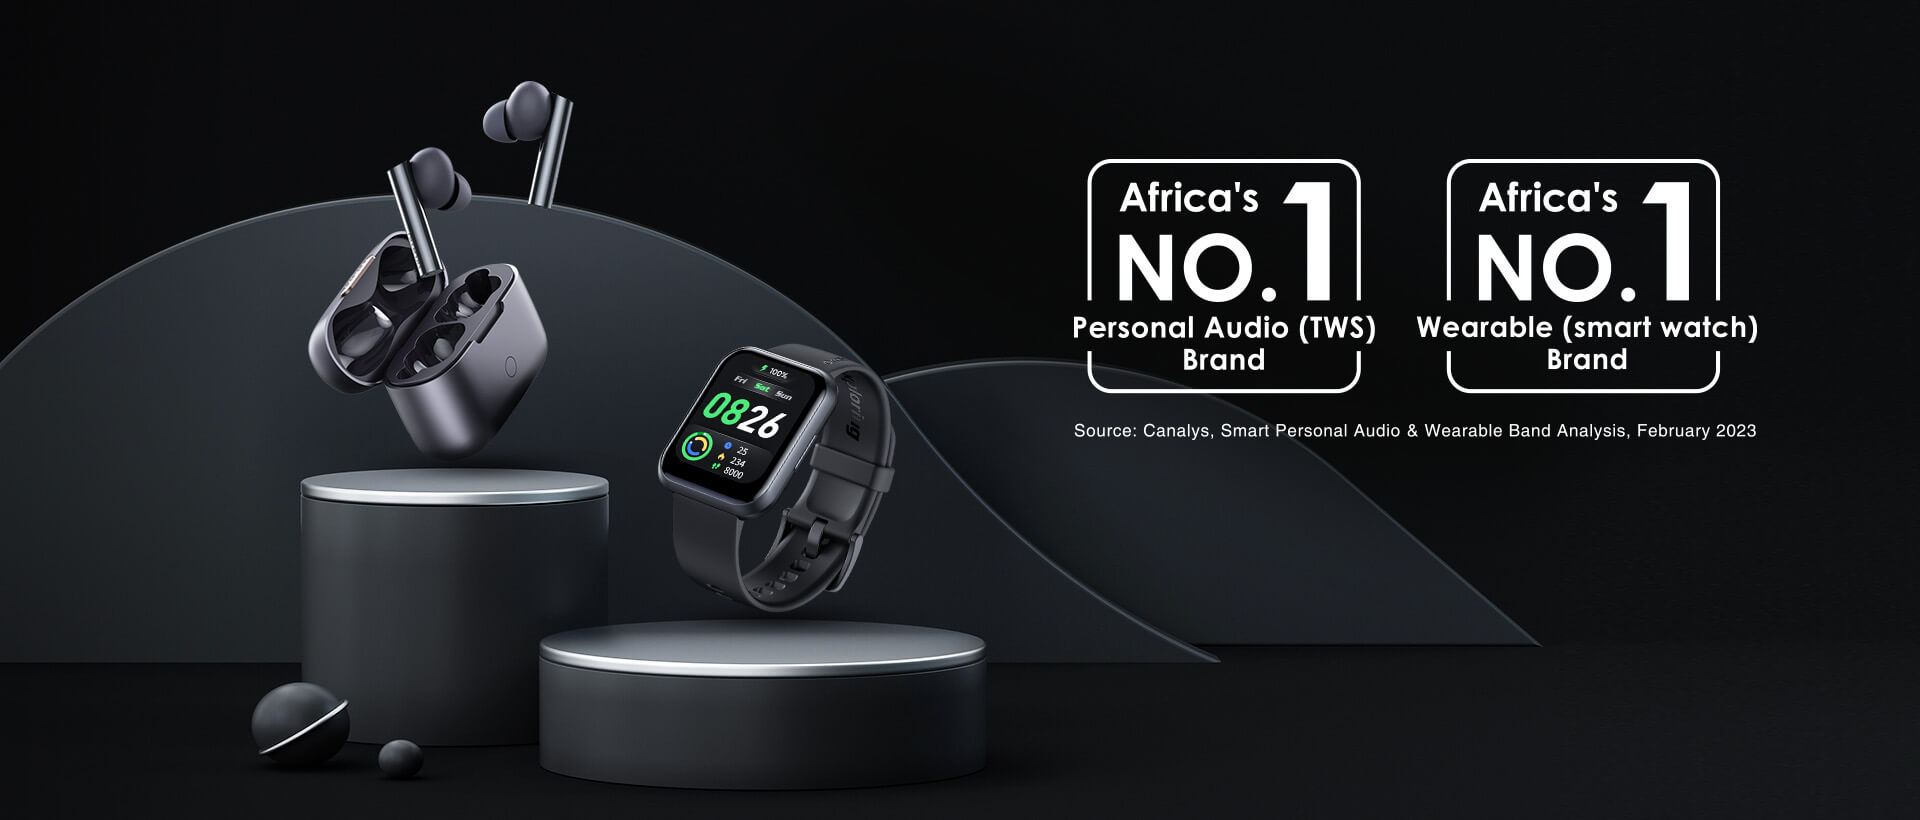 Africa's
NO.1
Personal Audio (TWS)
Brand
Africa's
NO.1
Wearable (smart watch)
Brand
Source: Canalys, Smart Personal Audio & Wearable Band Analysis, February 2023
100%
Fri Sat Sun
0826
25
234
8000